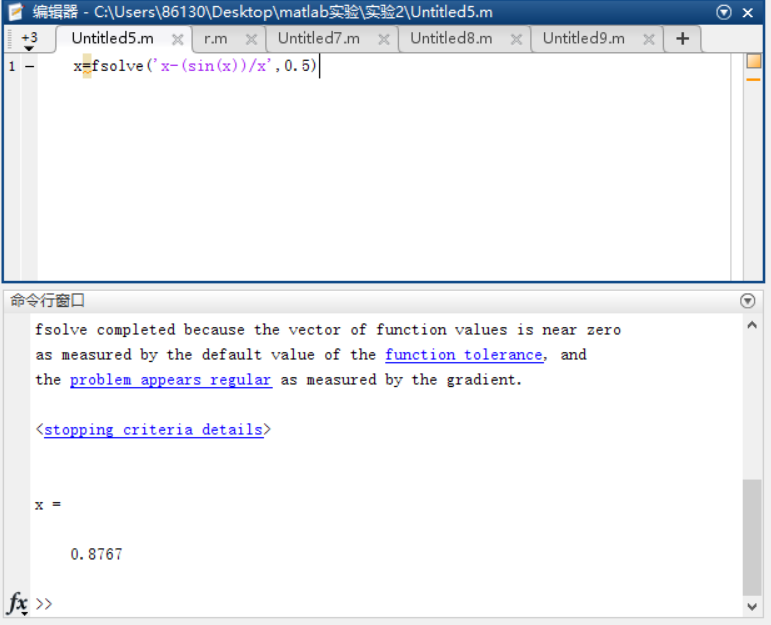 编辑器 - C:\Users\86130\Desktop\matlab实验\实验2\Untitled5.m
+3 Untitled5.m r.m Untitled7.m Untitled8.m Untitled9.m +
1 - x=fsolve('x-(sin(x))/x',0.5)
命令行窗口
fsolve completed because the vector of function values is near zero
as measured by the default value of the function tolerance, and
the problem appears regular as measured by the gradient.
<stopping criteria details>
x =
0.8767
fx >>